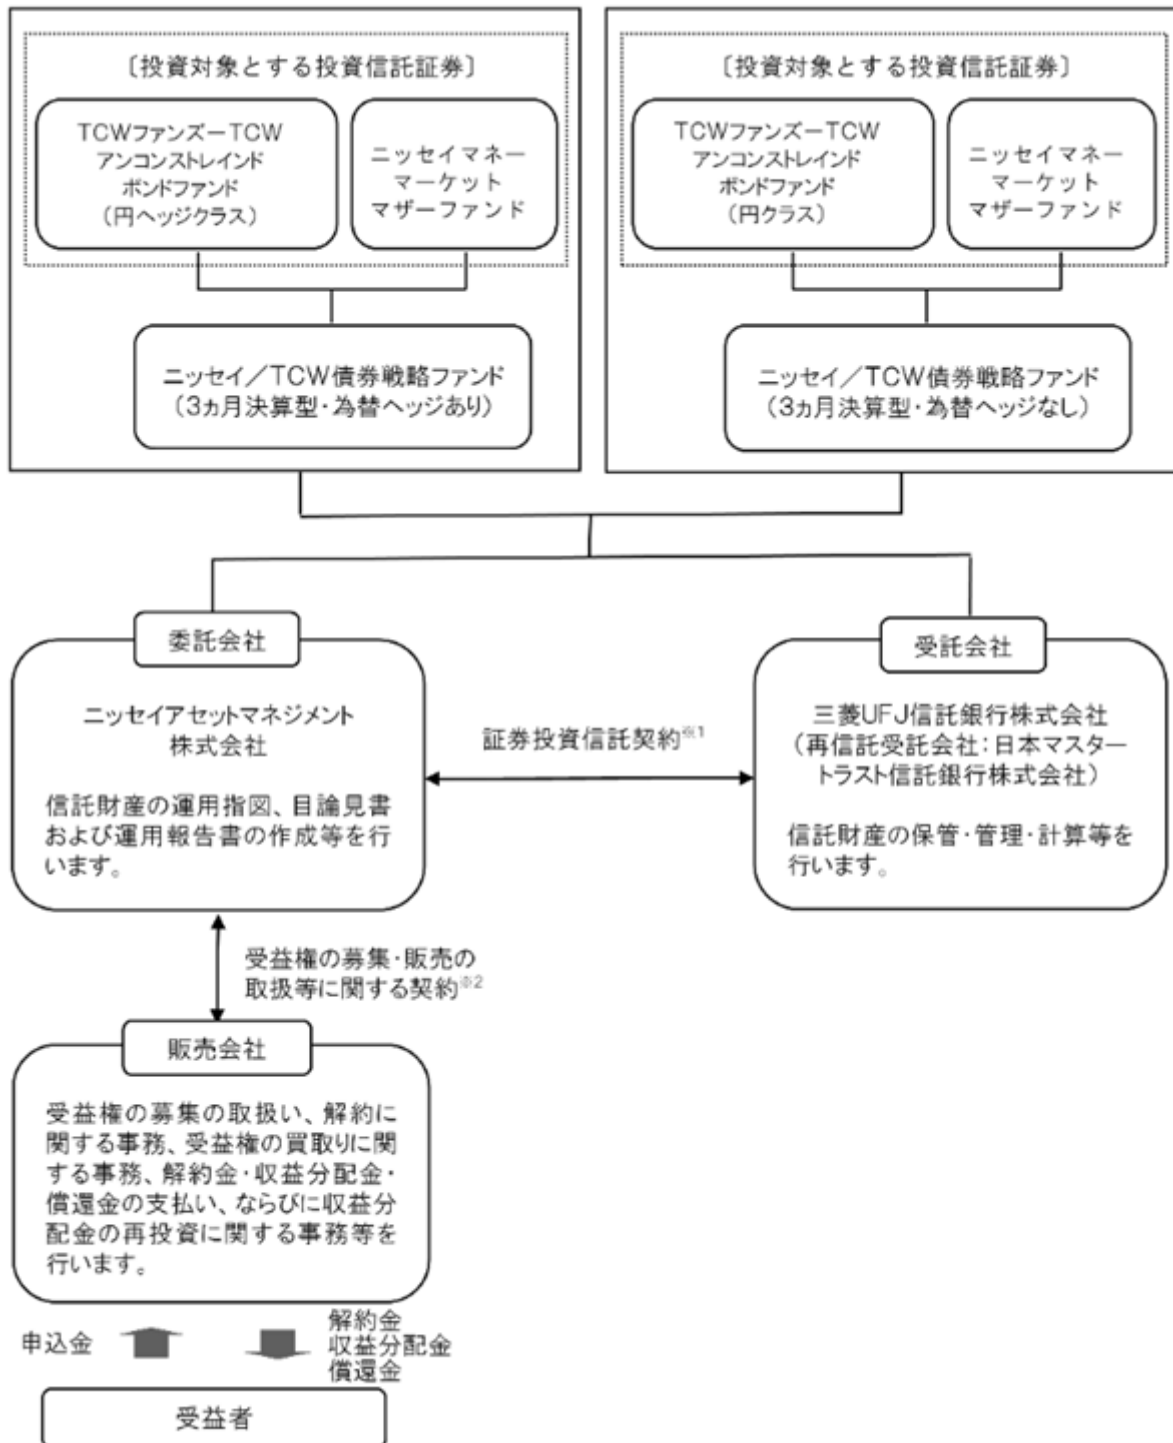 〔投資対象とする投資信託証券〕
TCWファンズーTCW
アンコンストレインド
ボンドファンド
（円ヘッジクラス）
ニッセイマネー
マーケット
マザーファンド
ニッセイ／TCW債券戦略ファンド
（3ヵ月決算型・為替ヘッジあり）
〔投資対象とする投資信託証券〕
TCWファンズーTCW
アンコンストレインド
ボンドファンド
（円クラス）
ニッセイマネー
マーケット
マザーファンド
ニッセイ／TCW債券戦略ファンド
（3ヵ月決算型・為替ヘッジなし）
委託会社
ニッセイアセットマネジメント
株式会社
信託財産の運用指図、目論見書
および運用報告書の作成等を行
います。
証券投資信託契約※1
受託会社
三菱UFJ信託銀行株式会社
（再信託受託会社：日本マスター
トラスト信託銀行株式会社）
信託財産の保管・管理・計算等を
行います。
受益権の募集・販売の
取扱等に関する契約※2
販売会社
受益権の募集の取扱い、解約に
関する事務、受益権の買取りに関
する事務、解約金・収益分配金・
償還金の支払い、ならびに収益分
配金の再投資に関する事務等を
行います。
申込金
解約金
収益分配金
償還金
受益者